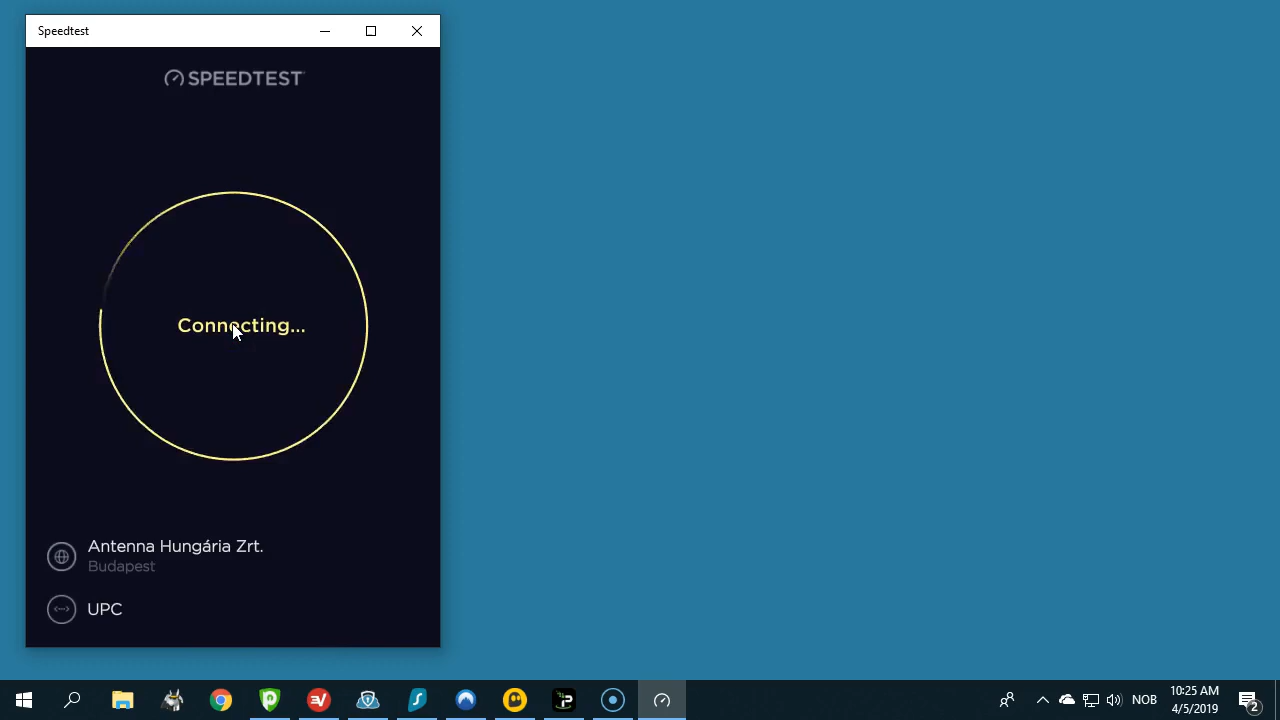 Speedtest
SPEEDTEST
Connecting...
Antenna Hungária Zrt.
Budapest
UPC
NOB
10:25 AM
4/5/2019
2